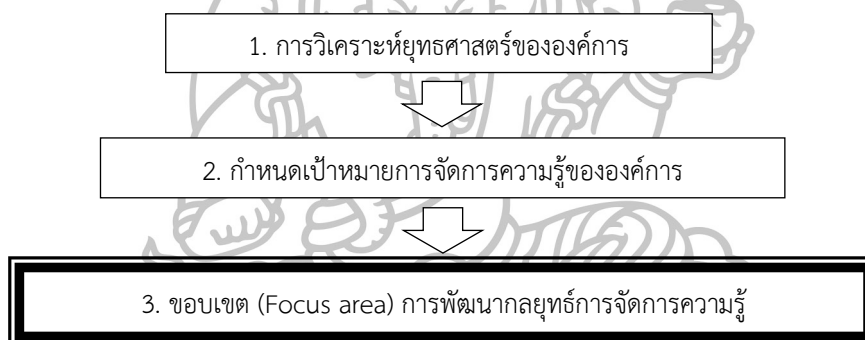 1. การวิเคราะห์ยุทธศาสตร์ขององค์การ
2. กำหนดเป้าหมายการจัดการความรู้ขององค์การ
3. ขอบเขต (Focus area) การพัฒนากลยุทธ์การจัดการความรู้